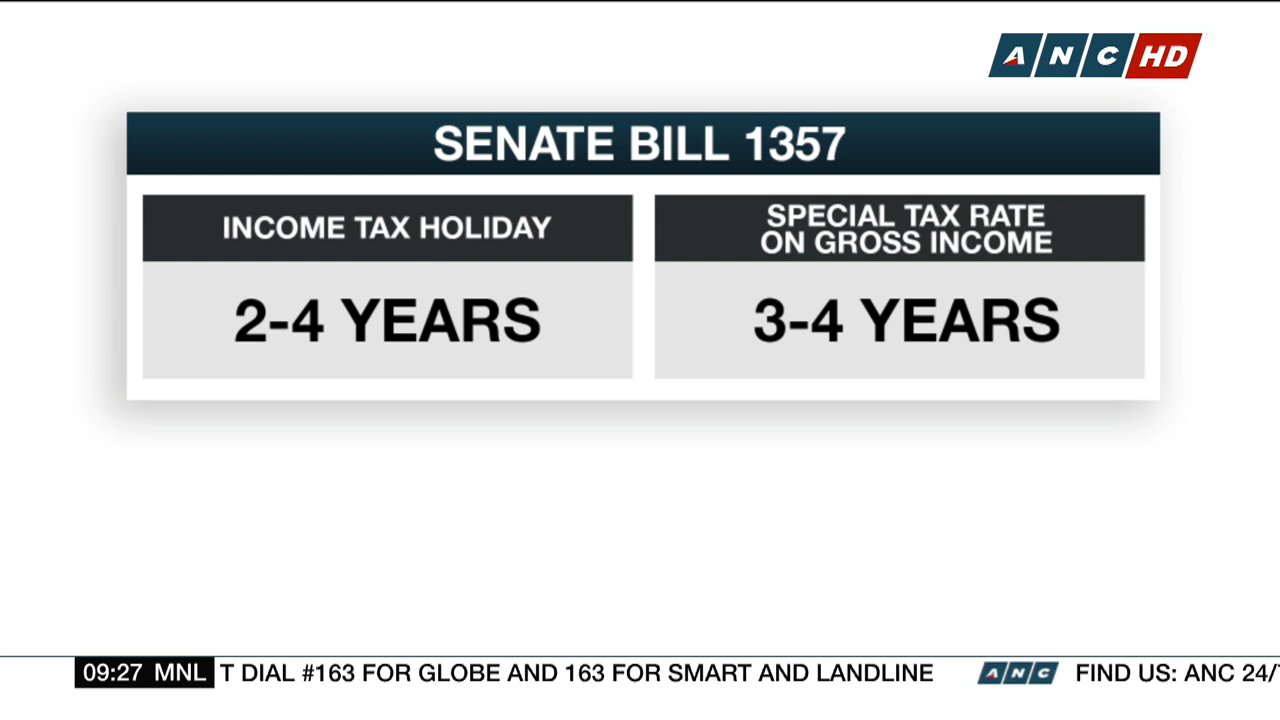 ANC HD
SENATE BILL 1357
INCOME TAX HOLIDAY
2-4 YEARS
SPECIAL TAX RATE
ON GROSS INCOME
3-4 YEARS
09:27 MNL T DIAL #163 FOR GLOBE AND 163 FOR SMART AND LANDLINE ANC FIND US: ANC 24/